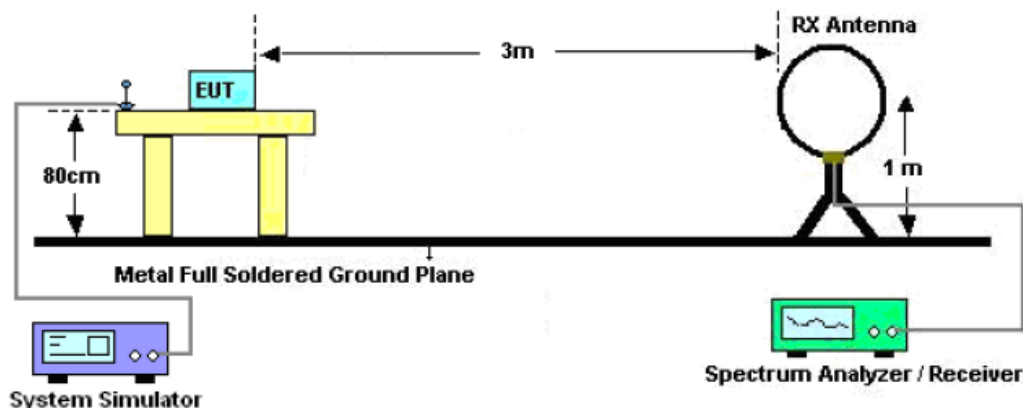 RX Antenna
3m
EUT
80cm
1 m
Metal Full Soldered Ground Plane
System Simulator
Spectrum Analyzer / Receiver